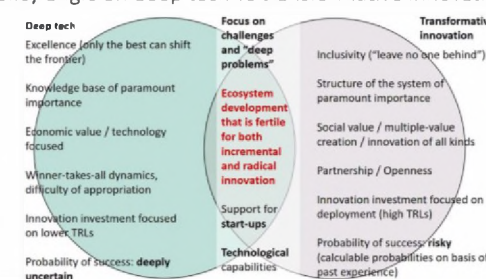 Deep tech
Excellence (only the best can shift
the frontier)
Knowledge base of paramount
importance
Economic value / technology
focused
Winner-takes-all dynamics,
difficulty of appropriation
Innovation investment focused
on lower TRLs
Probability of success: deeply
uncertain
Focus on
challenges
and "deep
problems"
Ecosystem
development
that is fertile
for both
incremental
and radical
innovation
Support for
start-ups
Technological
capabilities
Transformativ
innovation
Inclusivity ("leave no one behind")
Structure of the system of
paramount importance
Social value / multiple-value
creation / innovation of all kinds
Partnership / Openness
Innovation investment focused on
deployment (high TRLs)
Probability of success: risky
(calculable probabilities on basis of
past experience)